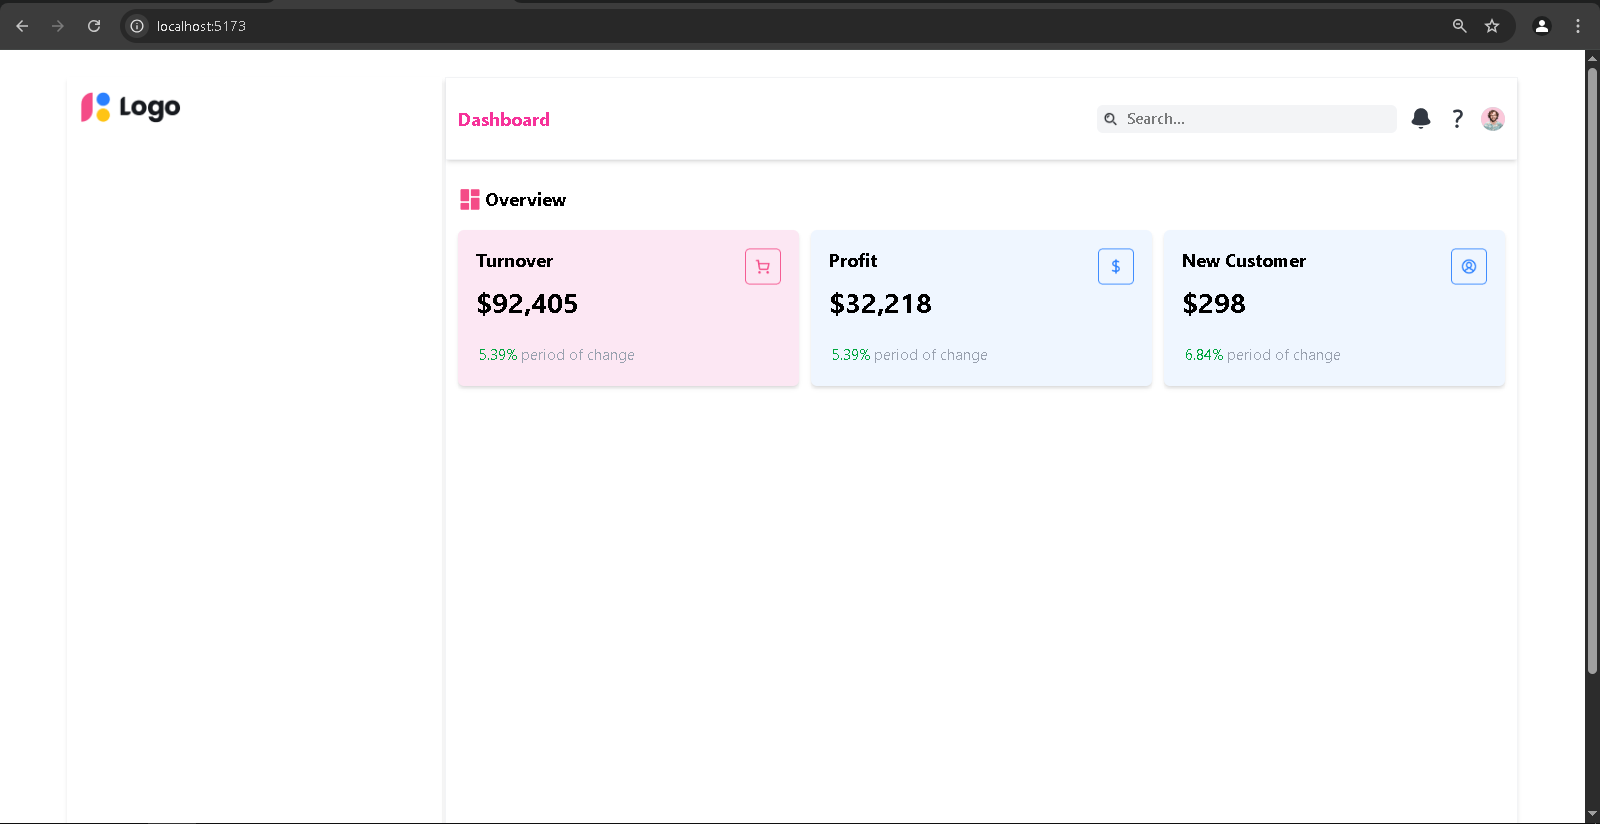 localhost:5173
Logo
Dashboard
Search...
?
Overview
Turnover
$92,405
5.39% period of change
Profit
$
$32,218
5.39% period of change
New Customer
$298
6.84% period of change